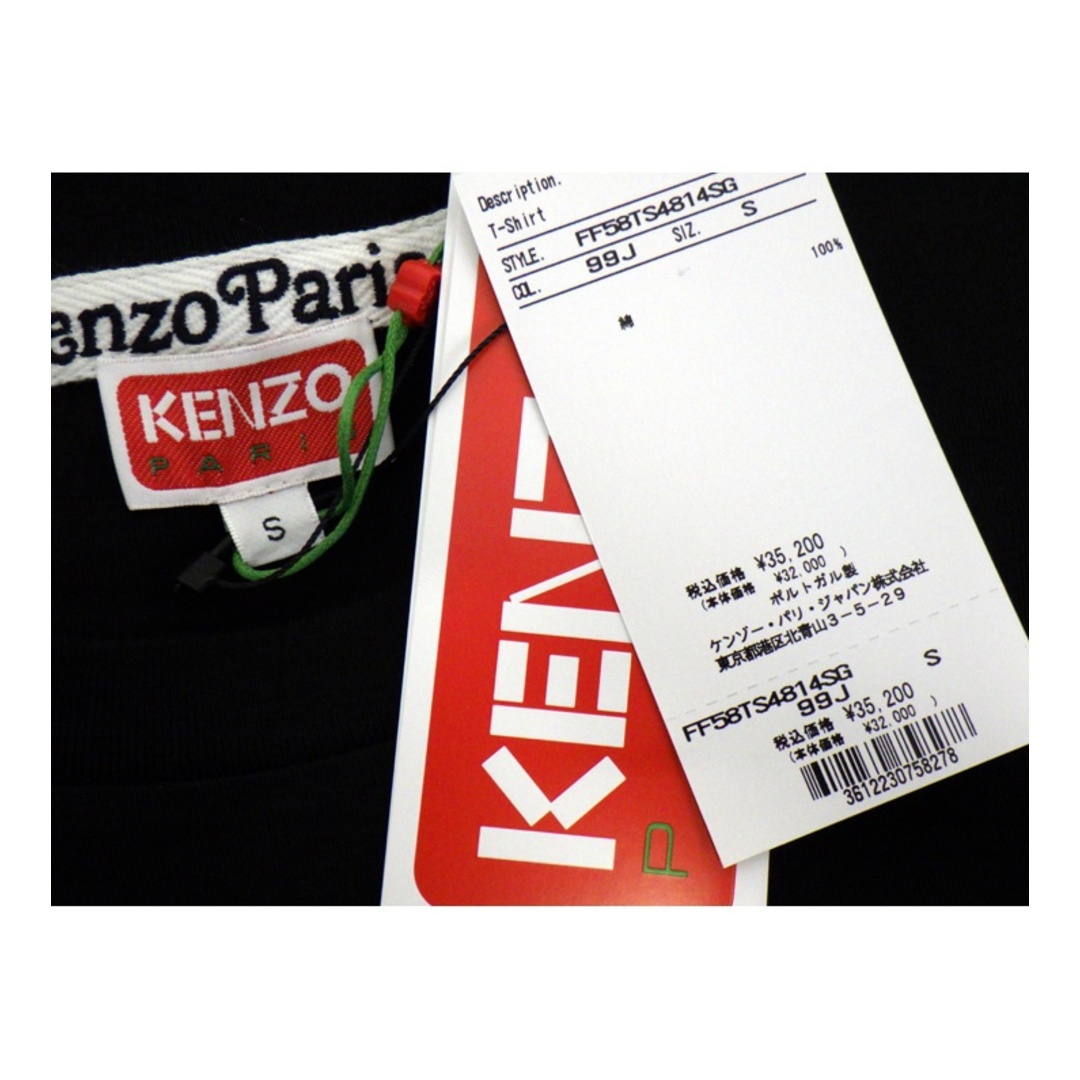 enzo Paris
KENZO
PARIS
S
KENZ
P
Description.
T-Shirt
STYLE. FF58TS4814SG
COL. 99J SIZ. S
綿 100%
税込価格 ¥35,200
(本体価格 ¥32.000 )
ポルトガル製
ケンゾー・パリ・ジャパン株式会社
東京都港区北青山3-5-29
FF58TS4814SG S
99J
税込価格 ¥35,200
(本体価格 ¥32.000 )
3612230758278